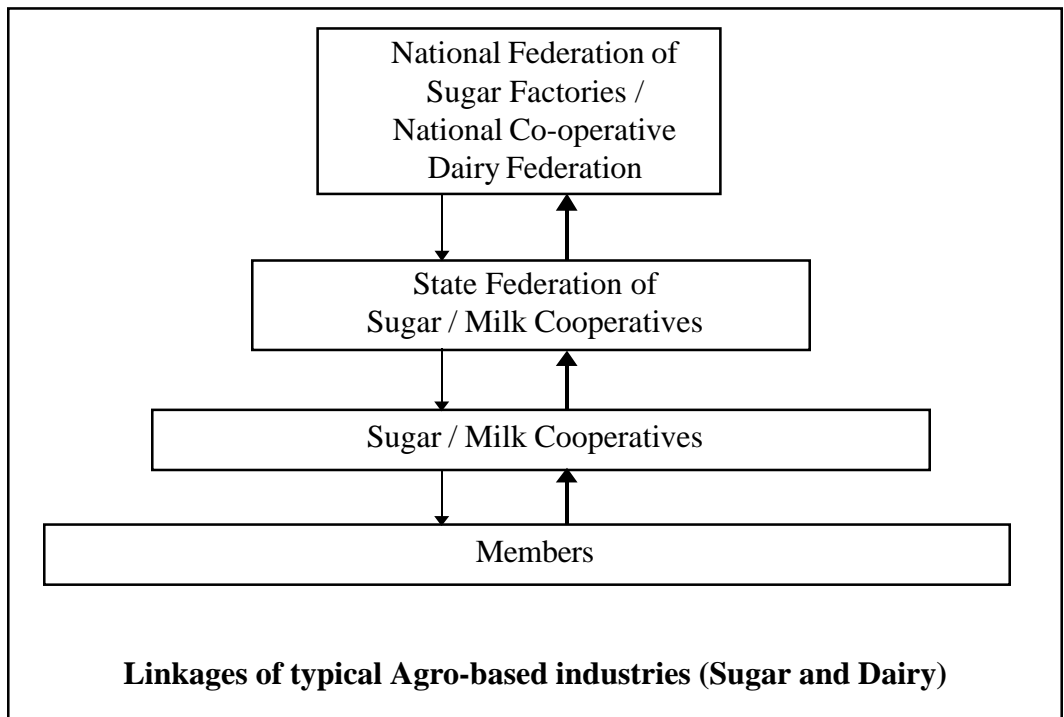 National Federation of
Sugar Factories /
National Co-operative
Dairy Federation
State Federation of
Sugar / Milk Cooperatives
Sugar / Milk Cooperatives
Members
Linkages of typical Agro-based industries (Sugar and Dairy)